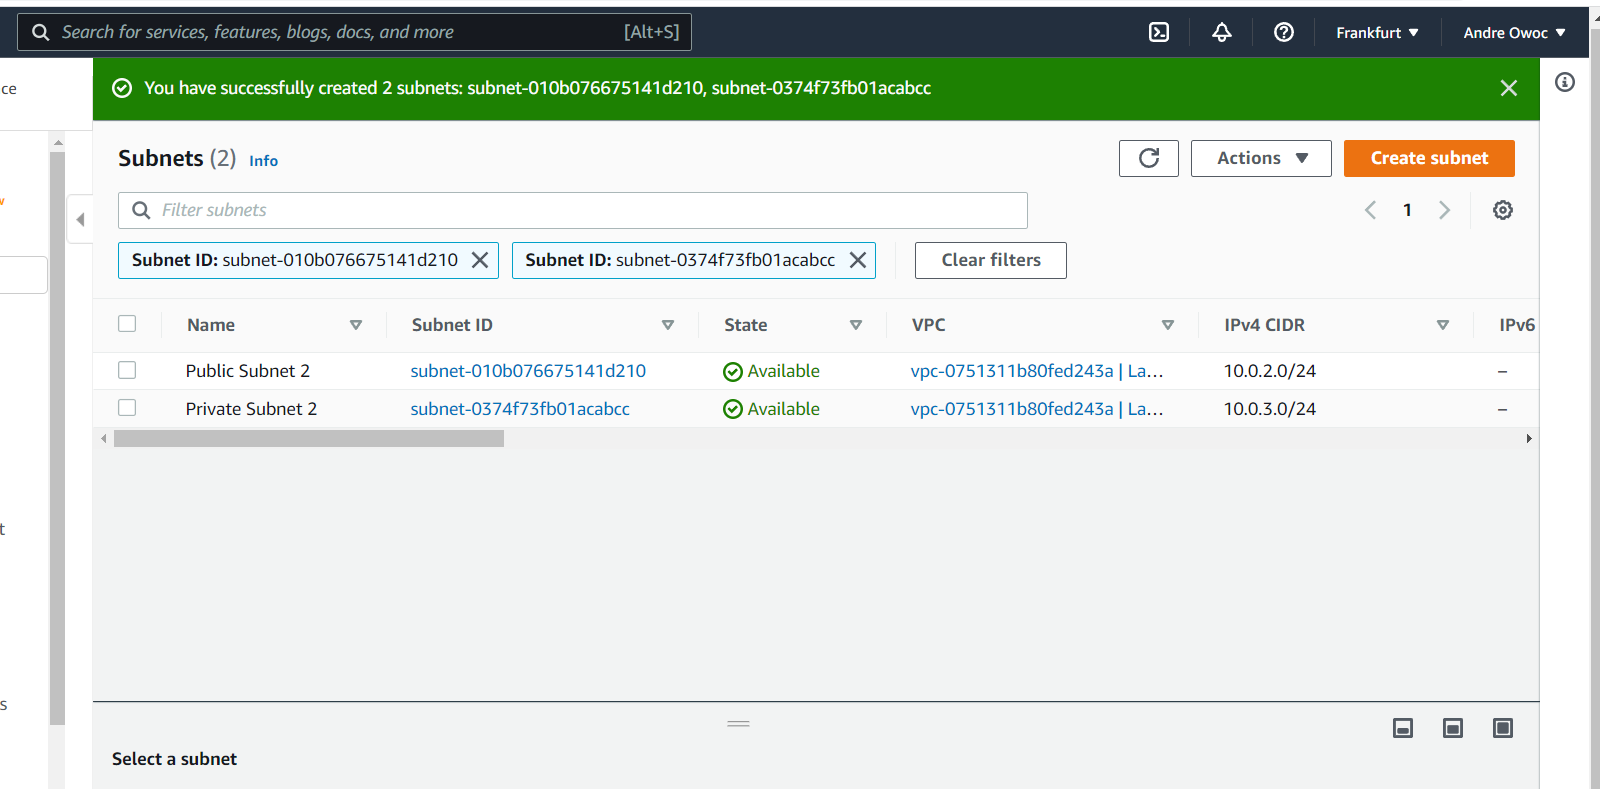 Search for services, features, blogs, docs, and more [Alt+S] Frankfurt Andre Owoc
ce
You have successfully created 2 subnets: subnet-010b076675141d210, subnet-0374f73fb01acabcc
Subnets (2) Info Actions Create subnet
Filter subnets 1
Subnet ID: subnet-010b076675141d210 Subnet ID: subnet-0374f73fb01acabcc Clear filters
Name Subnet ID State VPC IPv4 CIDR IPv6
Public Subnet 2 subnet-010b076675141d210 Available vpc-0751311b80fed243a | La… 10.0.2.0/24 –
Private Subnet 2 subnet-0374f73fb01acabcc Available vpc-0751311b80fed243a | La… 10.0.3.0/24 –
t
s
Select a subnet